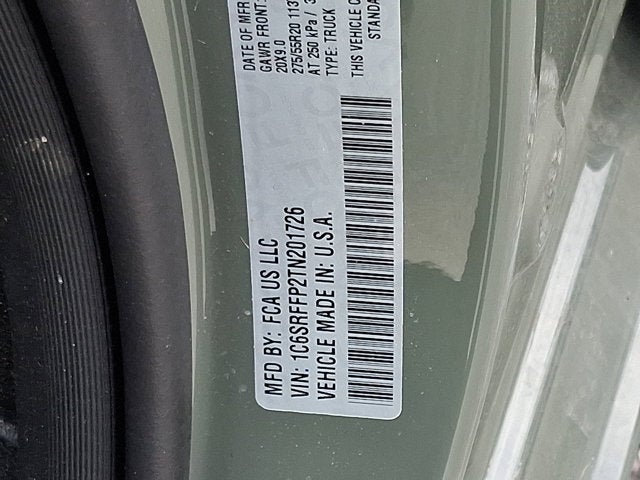 MFD BY: FCA US LLC
DATE OF MFR
GAWR FRONT:
20X9.0
275/55R20 113
AT 250 kPa / 3
TYPE: TRUCK
VIN: 1C6SRFFP2TN201726
VEHICLE MADE IN: U.S.A.
THIS VEHICLE C
STANDA